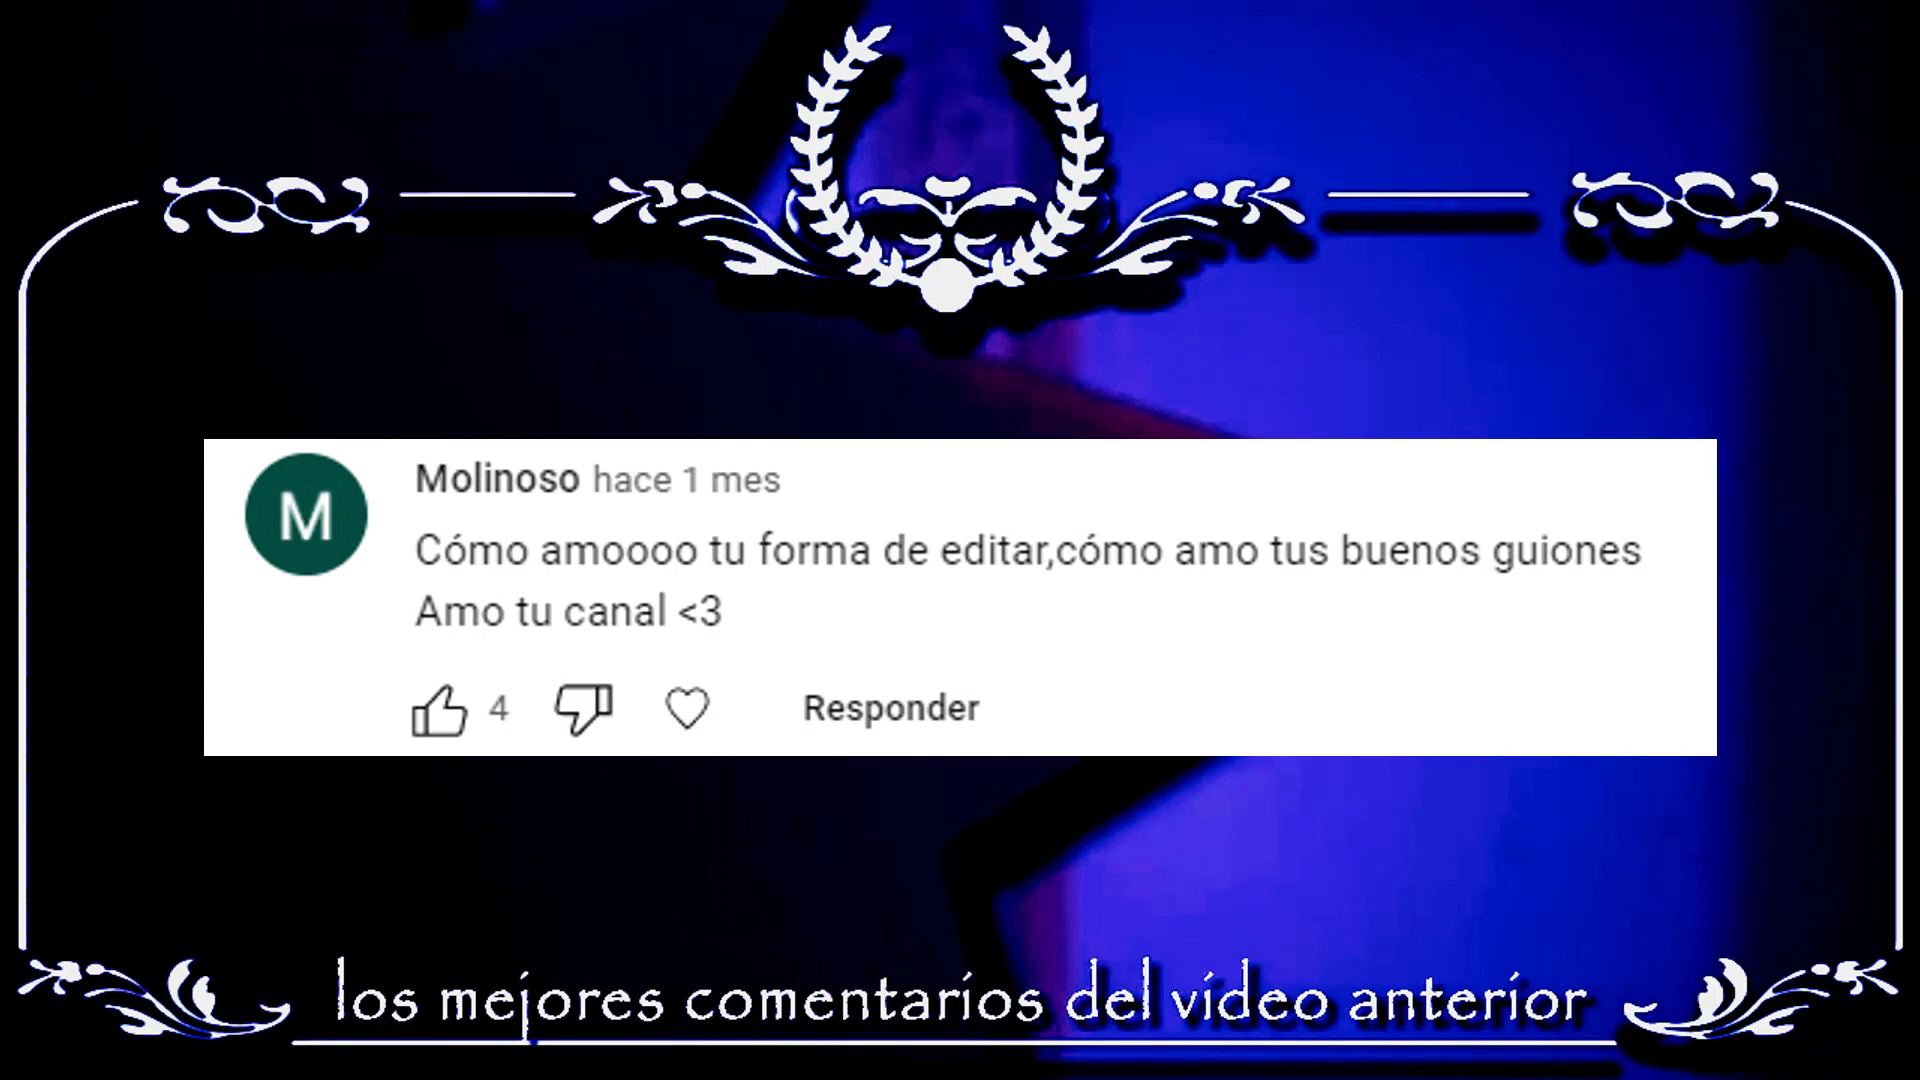 M
Molinoso hace 1 mes
Cómo amoooo tu forma de editar,cómo amo tus buenos guiones
Amo tu canal <3
4 Responder
los mejores comentarios del vídeo anterior